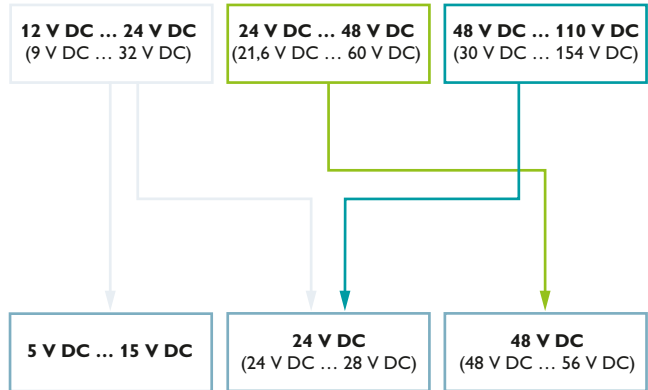 12 V DC … 24 V DC
(9 V DC … 32 V DC)
24 V DC … 48 V DC
(21,6 V DC … 60 V DC)
48 V DC … 110 V DC
(30 V DC … 154 V DC)
5 V DC … 15 V DC
24 V DC
(24 V DC … 28 V DC)
48 V DC
(48 V DC … 56 V DC)